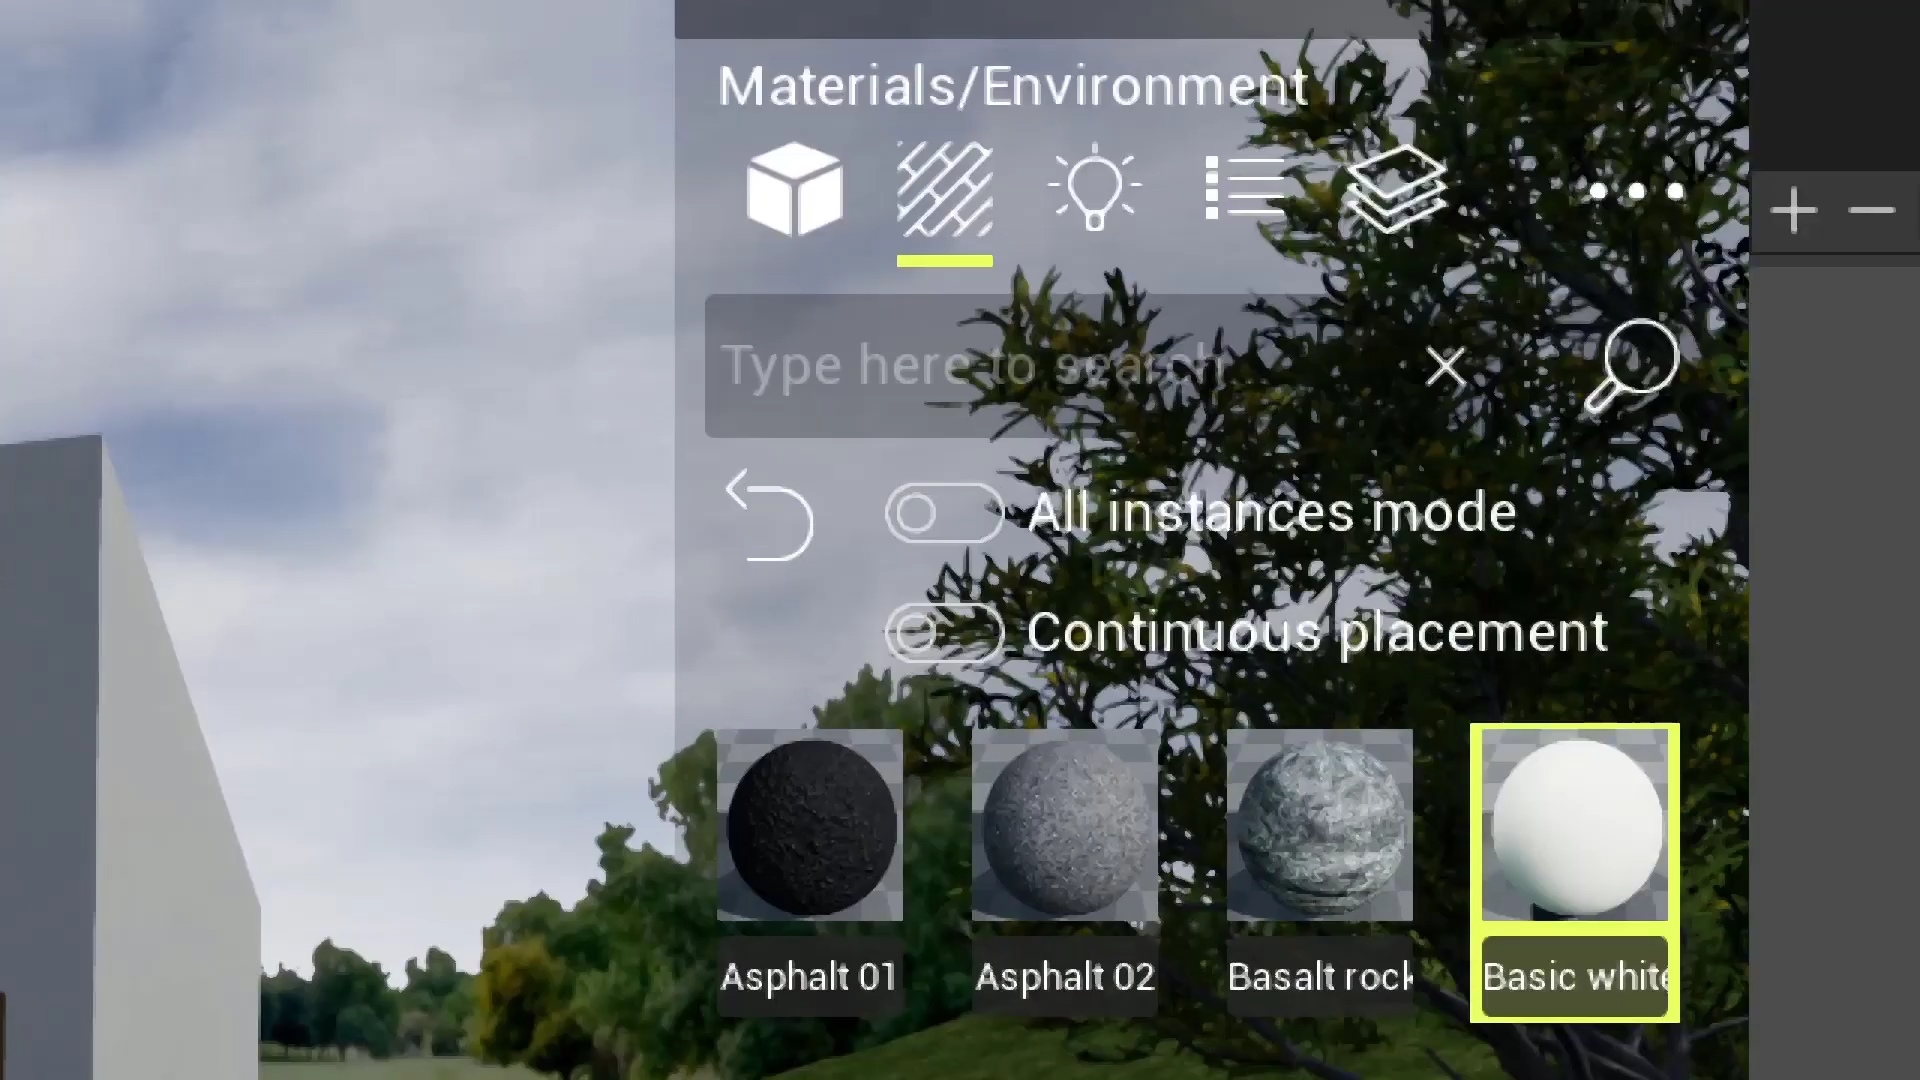 Materials/Environment
Type here to search
All instances mode
Continuous placement
Asphalt 01
Asphalt 02
Basalt rock
Basic white